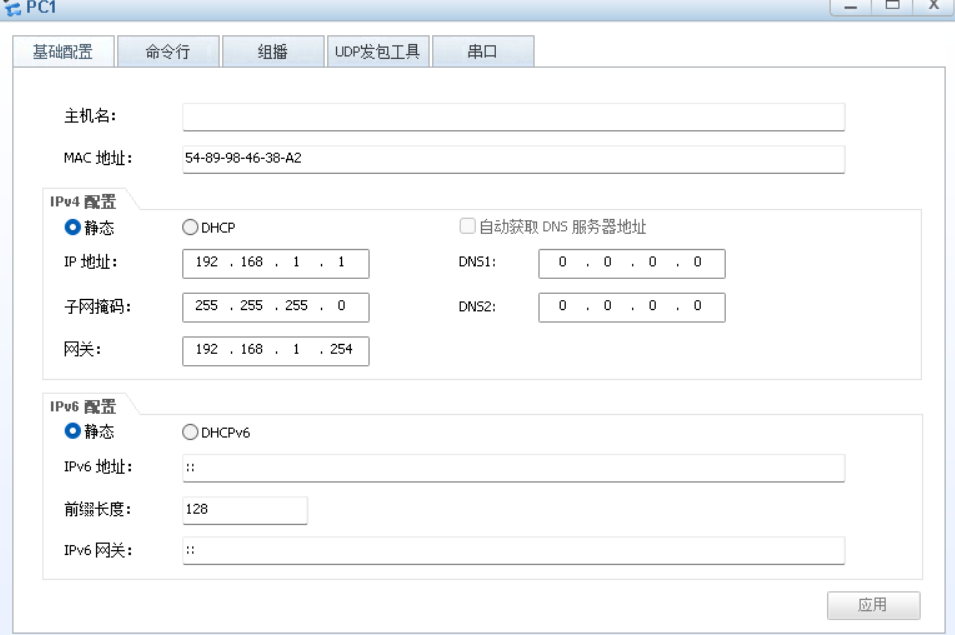 PC1
基础配置 命令行 组播 UDP发包工具 串口
主机名：
MAC 地址： 54-89-98-46-38-A2
IPv4 配置
静态 DHCP 自动获取 DNS 服务器地址
IP 地址： 192 . 168 . 1 . 1 DNS1: 0 . 0 . 0 . 0
子网掩码： 255 . 255 . 255 . 0 DNS2: 0 . 0 . 0 . 0
网关： 192 . 168 . 1 . 254
IPv6 配置
静态 DHCPv6
IPv6 地址： ::
前缀长度： 128
IPv6 网关： ::
应用